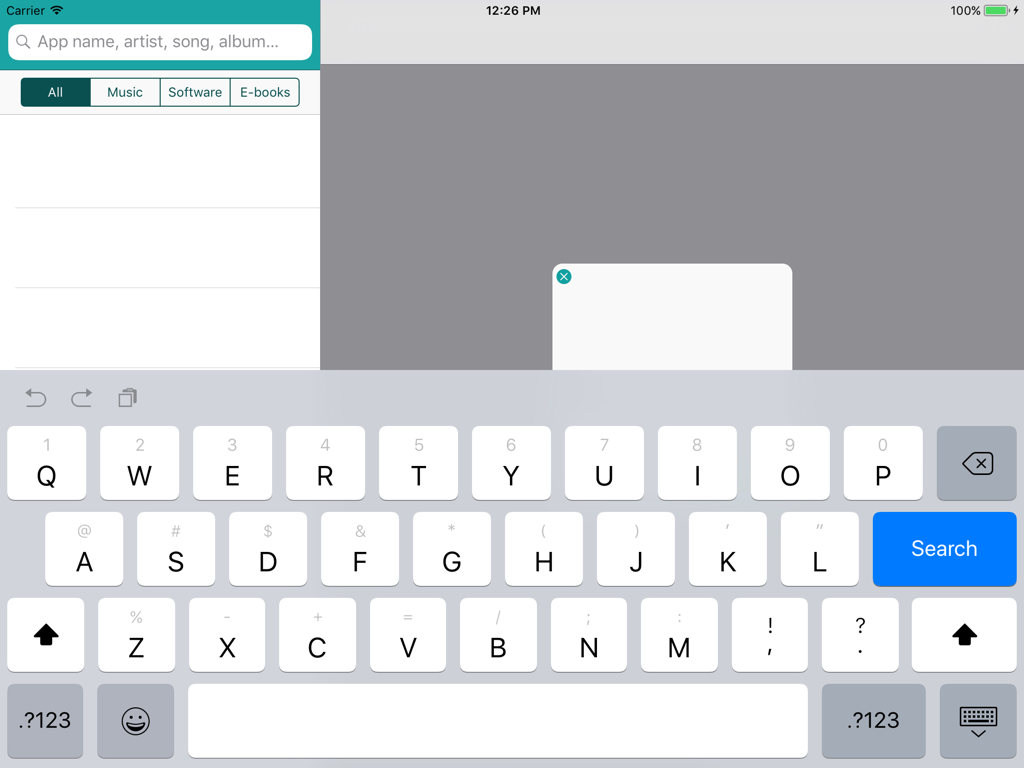 Carrier 12:26 PM 100%
App name, artist, song, album...
All Music Software E-books
1 2 3 4 5 6 7 8 9 0
Q W E R T Y U I O P
@ # $ & * ( ) ' "
A S D F G H J K L Search
% - + = / ; : ! ?
Z X C V B N M , .
.?123 .?123